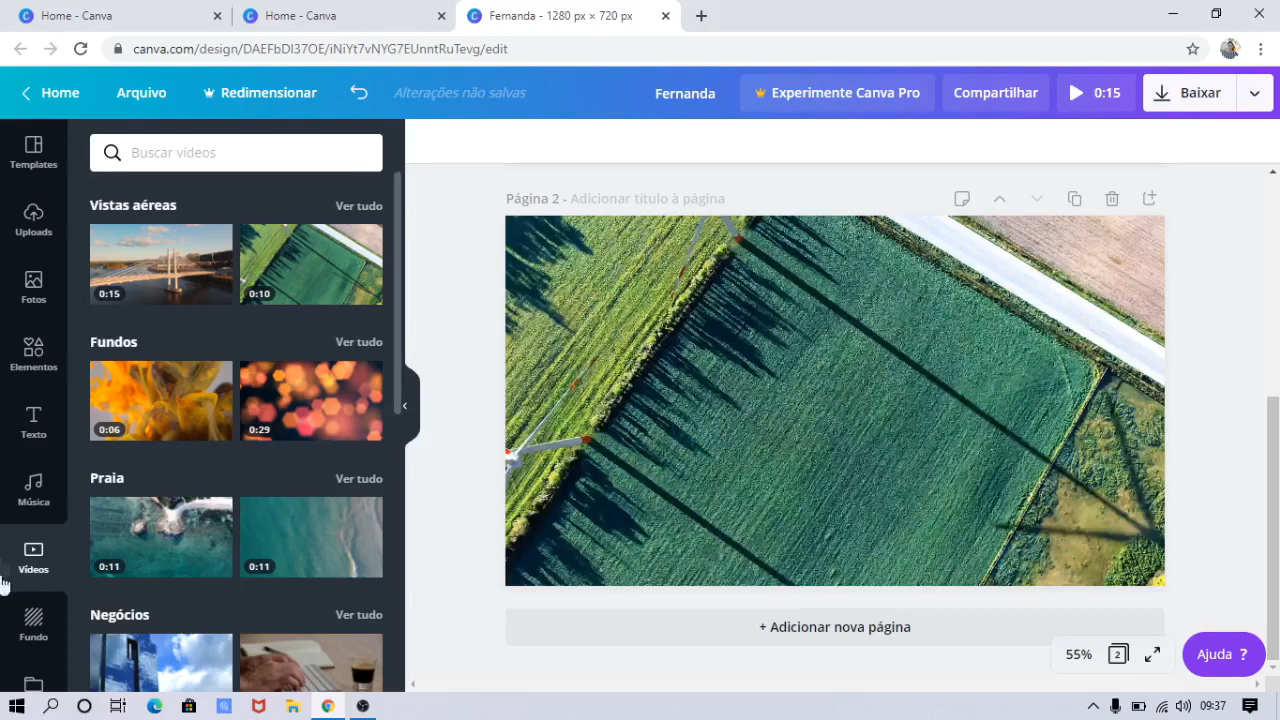 Home - Canva
Home - Canva
Fernanda - 1280 px × 720 px
canva.com/design/DAEFbDI37OE/iNiYt7vNYG7EUnntRuTevg/edit
Home
Arquivo
Redimensionar
Alterações não salvas
Fernanda
Experimente Canva Pro
Compartilhar
0:15
Baixar
Templates
Uploads
Fotos
Elementos
Texto
Música
Vídeos
Fundo
Buscar vídeos
Vistas aéreas Ver tudo
0:15 0:10
Fundos Ver tudo
0:06 0:29
Praia Ver tudo
0:11 0:11
Negócios Ver tudo
Página 2 - Adicionar título à página
+ Adicionar nova página
55% 2
Ajuda ?
09:37